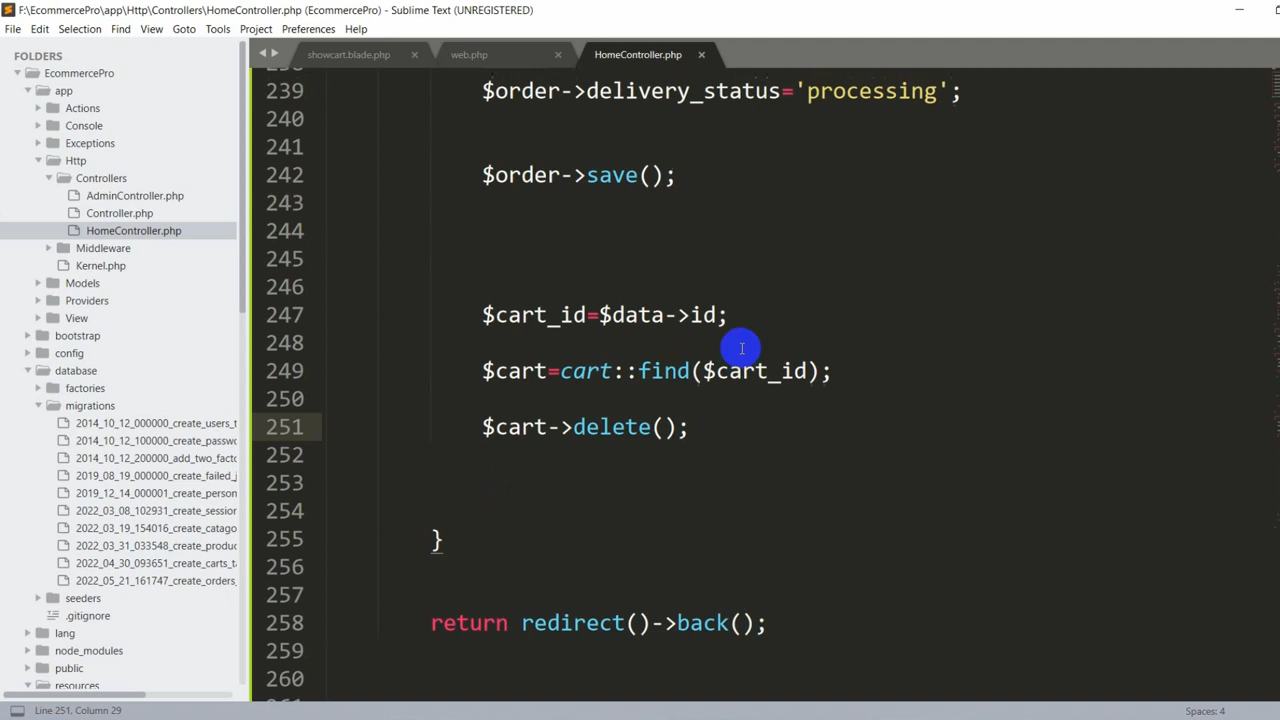 F:\EcommercePro\app\Http\Controllers\HomeController.php (EcommercePro) - Sublime Text (UNREGISTERED)
File Edit Selection Find View Goto Tools Project Preferences Help
showcart.blade.php web.php HomeController.php
FOLDERS
EcommercePro
app
Actions
Console
Exceptions
Http
Controllers
AdminController.php
Controller.php
HomeController.php
Middleware
Kernel.php
Models
Providers
View
bootstrap
config
database
factories
migrations
2014_10_12_000000_create_users_t
2014_10_12_100000_create_passwo
2014_10_12_200000_add_two_facto
2019_08_19_000000_create_failed_j
2019_12_14_000001_create_person
2022_03_08_102931_create_session
2022_03_19_154016_create_catago
2022_03_31_033548_create_produc
2022_04_30_093651_create_carts_ta
2022_05_21_161747_create_orders_
seeders
.gitignore
lang
node_modules
public
resources
239 $order->delivery_status='processing';
240
241
242 $order->save();
243
244
245
246
247 $cart_id=$data->id;
248
249 $cart=cart::find($cart_id);
250
251 $cart->delete();
252
253
254
255 }
256
257
258 return redirect()->back();
259
260
Line 251, Column 29
Spaces: 4